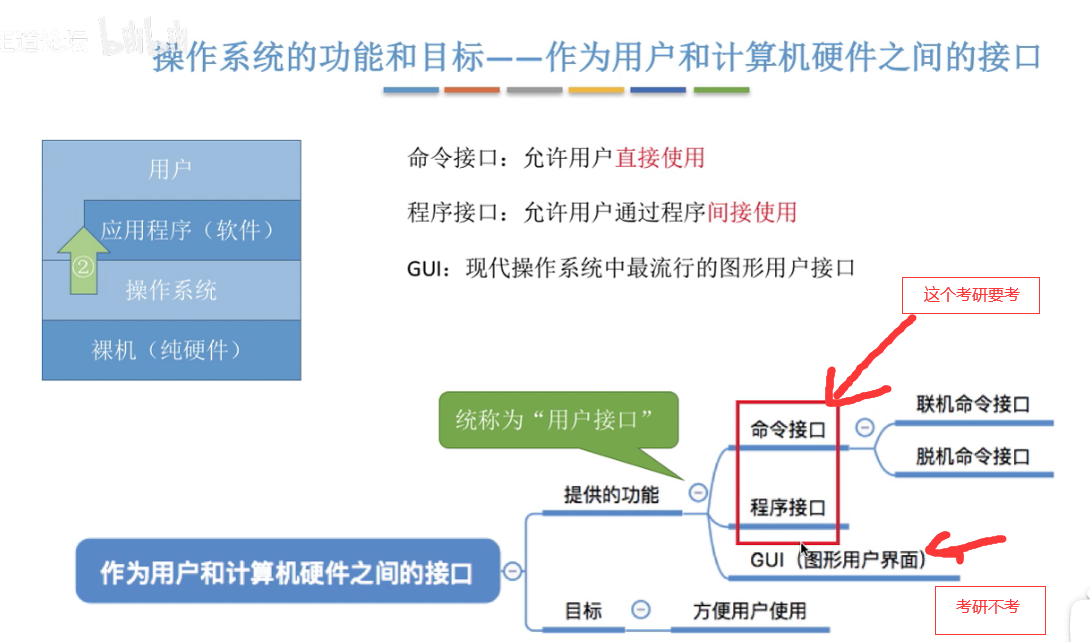 bilibili
操作系统的功能和目标——作为用户和计算机硬件之间的接口
用户
应用程序（软件）
②
操作系统
裸机（纯硬件）
命令接口：允许用户直接使用
程序接口：允许用户通过程序间接使用
GUI：现代操作系统中最流行的图形用户接口
这个考研要考
统称为“用户接口”
联机命令接口
命令接口
脱机命令接口
提供的功能
程序接口
GUI（图形用户界面）
作为用户和计算机硬件之间的接口
目标
方便用户使用
考研不考